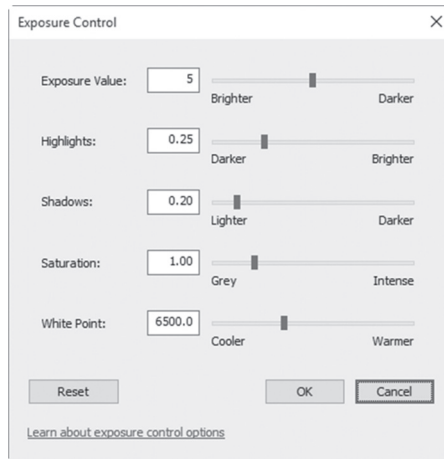 Exposure Control
Exposure Value: 5
Brighter Darker
Highlights: 0.25
Darker Brighter
Shadows: 0.20
Lighter Darker
Saturation: 1.00
Grey Intense
White Point: 6500.0
Cooler Warmer
Reset OK Cancel
Learn about exposure control options